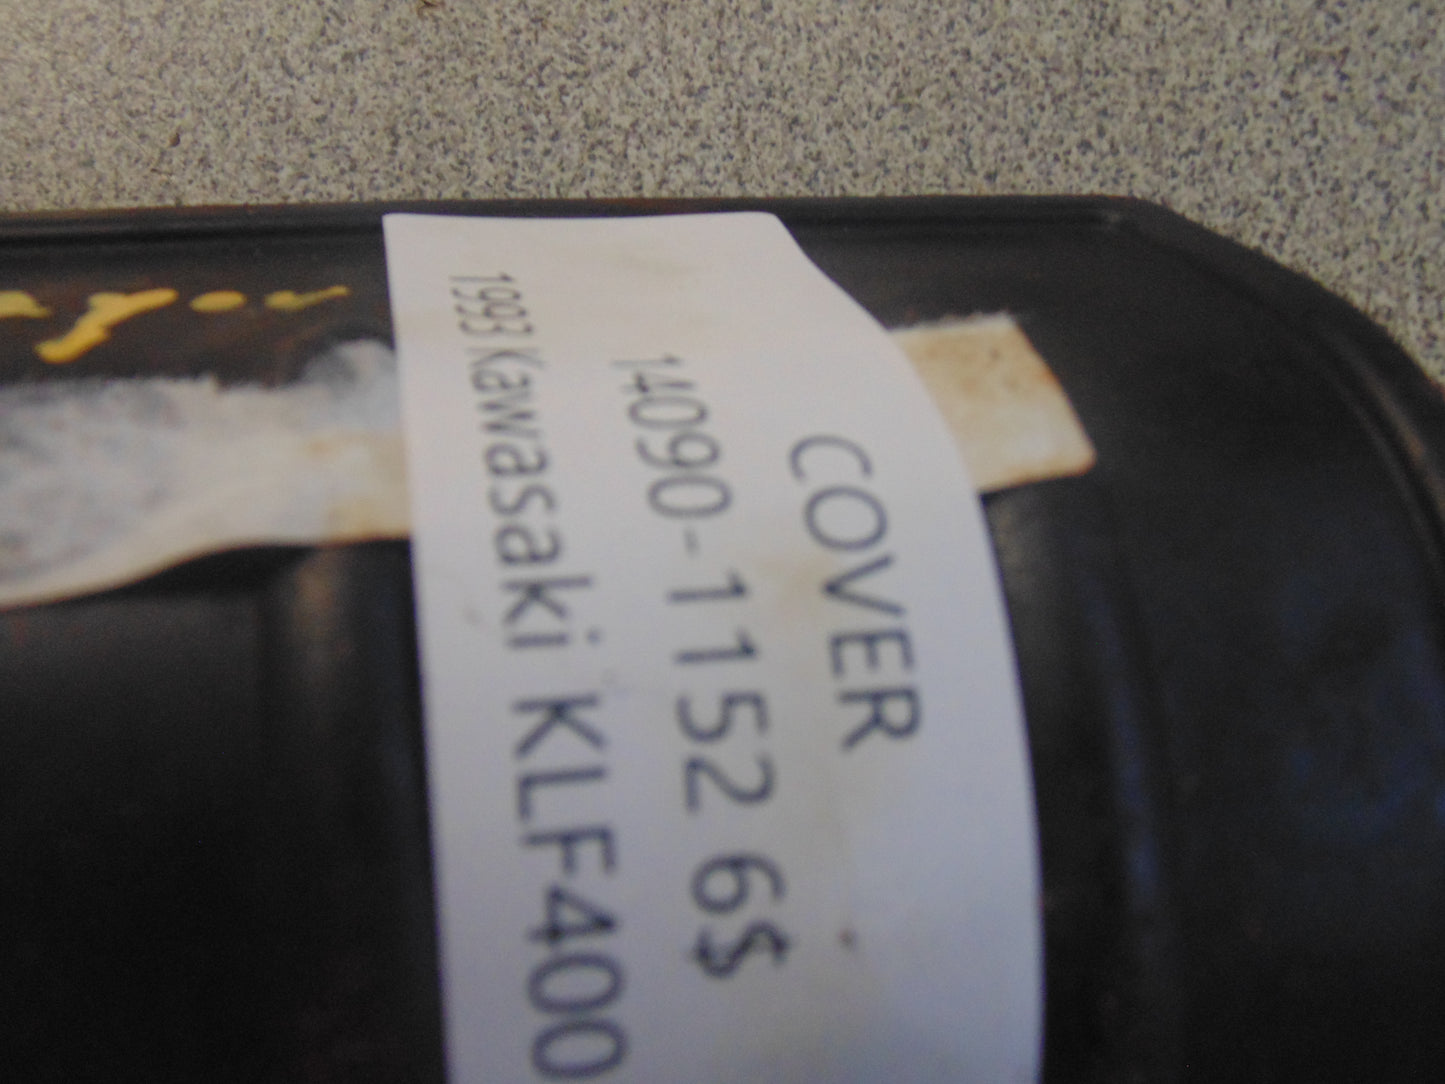 COVER
14090-1152 6$
1993 Kawasaki KLF400